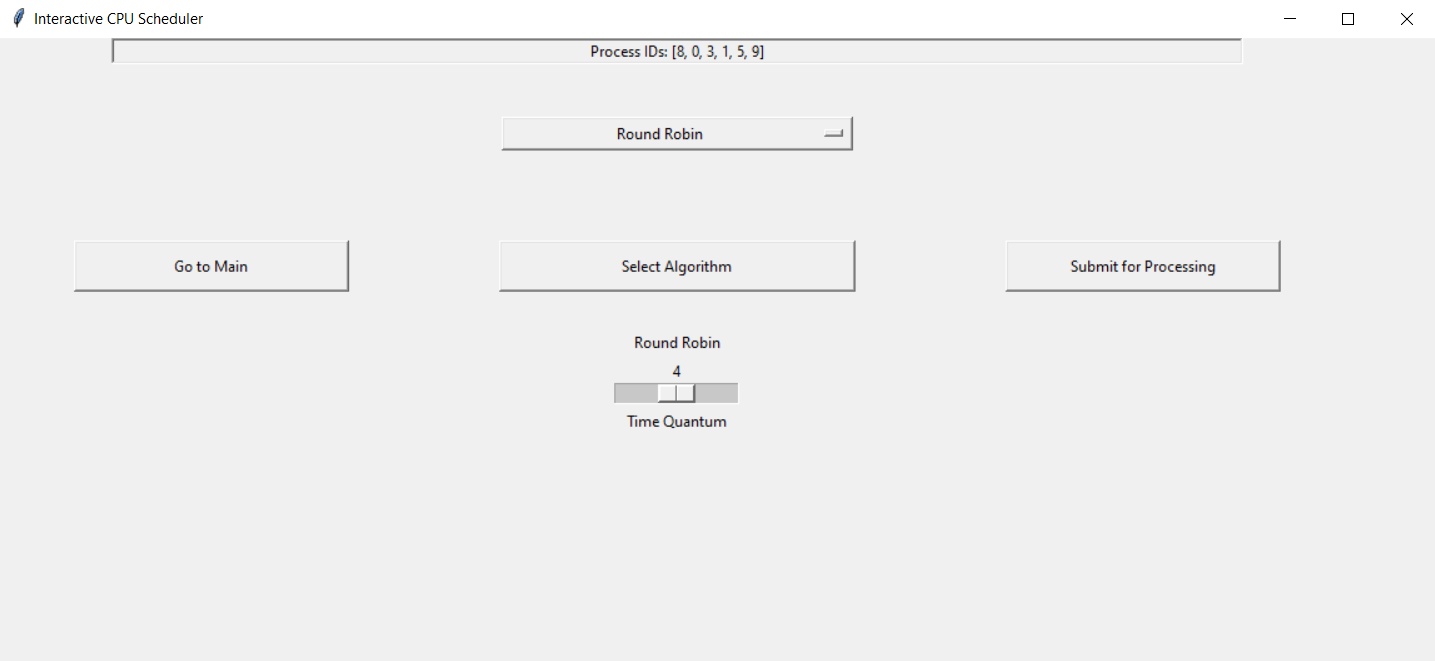 Interactive CPU Scheduler
Process IDs: [8, 0, 3, 1, 5, 9]
Round Robin
Go to Main
Select Algorithm
Submit for Processing
Round Robin
4
Time Quantum